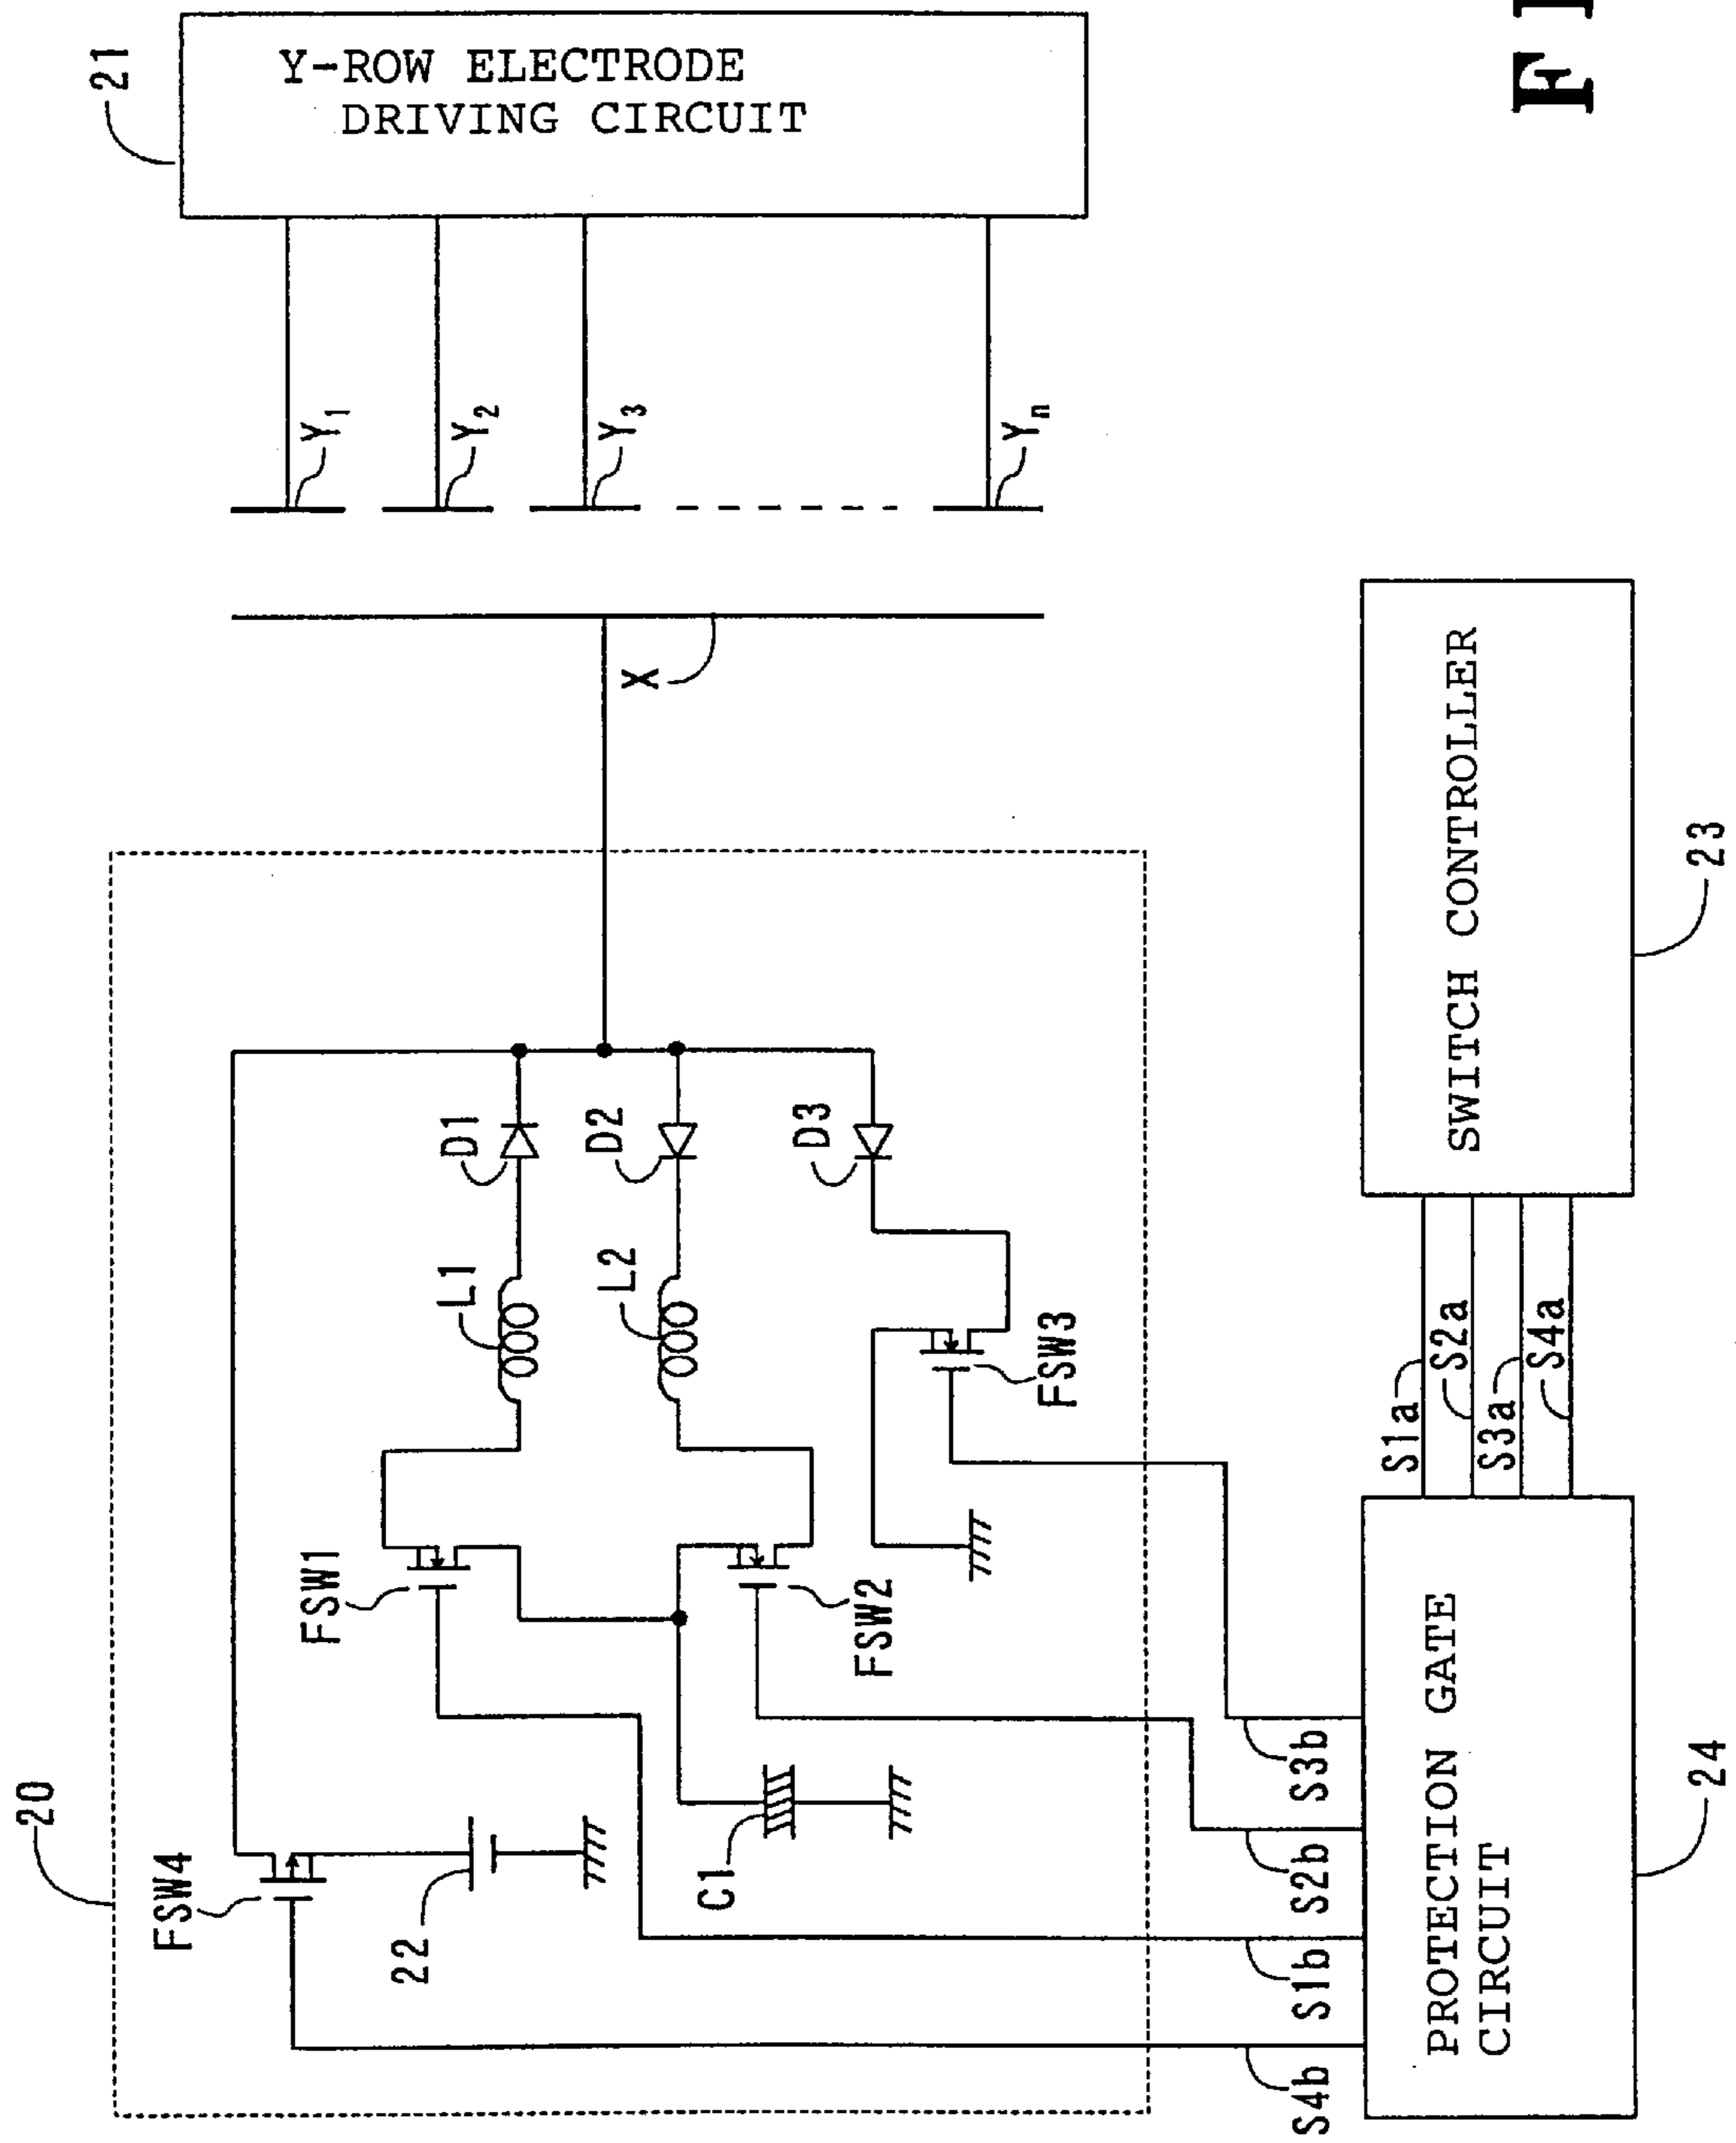 F I
21
Y-ROW ELECTRODE
DRIVING CIRCUIT
Y1
Y2
Y3
Yn
X
20
D1
D2
D3
L1
L2
FSW1
FSW2
FSW3
FSW4
22
C1
S4b
S1b
S2b
S3b
S1a
S2a
S3a
S4a
PROTECTION GATE
CIRCUIT
24
SWITCH CONTROLLER
23